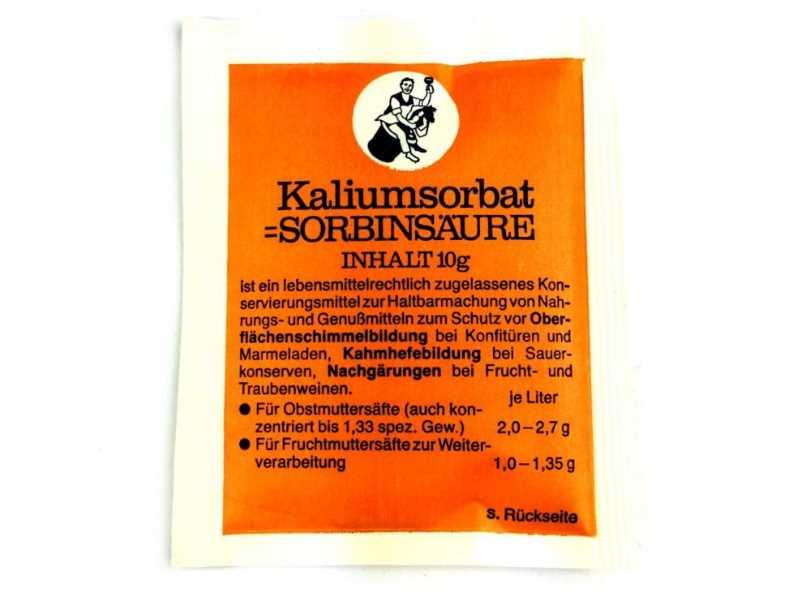 Kaliumsorbat
=SORBINSÄURE
INHALT 10g
ist ein lebensmittelrechtlich zugelassenes Kon-
servierungsmittel zur Haltbarmachung von Nah-
rungs- und Genußmitteln zum Schutz vor Ober-
flächenschimmelbildung bei Konfitüren und
Marmeladen, Kahmhefebildung bei Sauer-
konserven, Nachgärungen bei Frucht- und
Traubenweinen.
je Liter
● Für Obstmuttersäfte (auch kon-
zentriert bis 1,33 spez. Gew.) 2,0–2,7 g
● Für Fruchtmuttersäfte zur Weiter-
verarbeitung 1,0–1,35 g
s. Rückseite